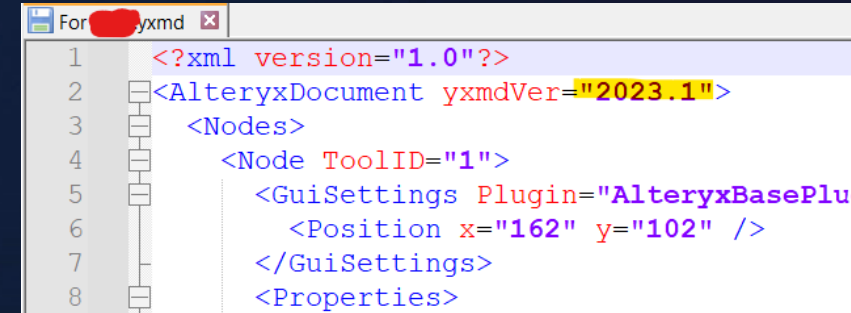 For yxmd
1 <?xml version="1.0"?>
2 <AlteryxDocument yxmdVer="2023.1">
3 <Nodes>
4 <Node ToolID="1">
5 <GuiSettings Plugin="AlteryxBasePlu
6 <Position x="162" y="102" />
7 </GuiSettings>
8 <Properties>